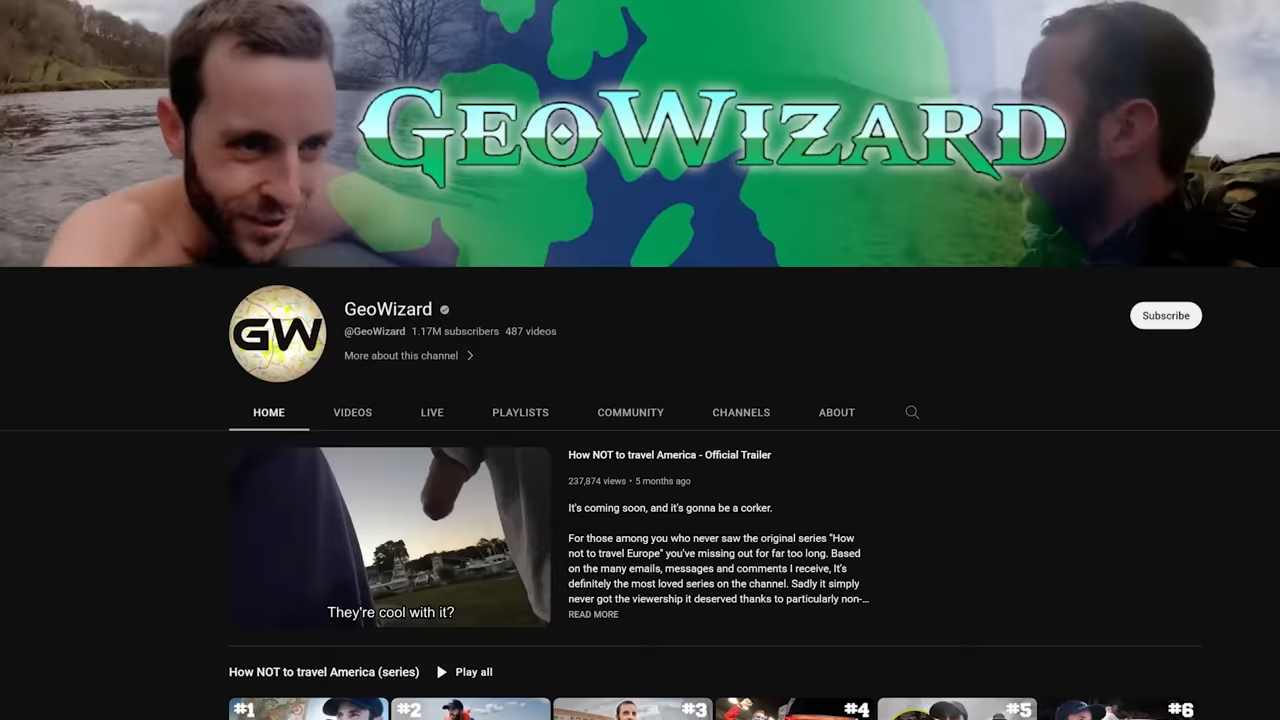 GEOWIZARD
GW
GeoWizard
@GeoWizard 1.17M subscribers 487 videos
More about this channel
Subscribe
HOME VIDEOS LIVE PLAYLISTS COMMUNITY CHANNELS ABOUT
How NOT to travel America - Official Trailer
237,874 views • 5 months ago
It's coming soon, and it's gonna be a corker.
For those among you who never saw the original series "How
not to travel Europe" you've missing out for far too long. Based
on the many emails, messages and comments I receive, It's
definitely the most loved series on the channel. Sadly it simply
never got the viewership it deserved thanks to particularly non-...
READ MORE
They're cool with it?
How NOT to travel America (series) Play all
#1 #2 #3 #4 #5 #6